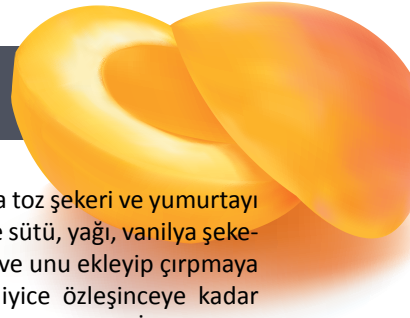 toz şekeri ve yumurtayı
sütü, yağı, vanilya şeke-
ve unu ekleyip çırpmaya
iyice özleşinceye kadar